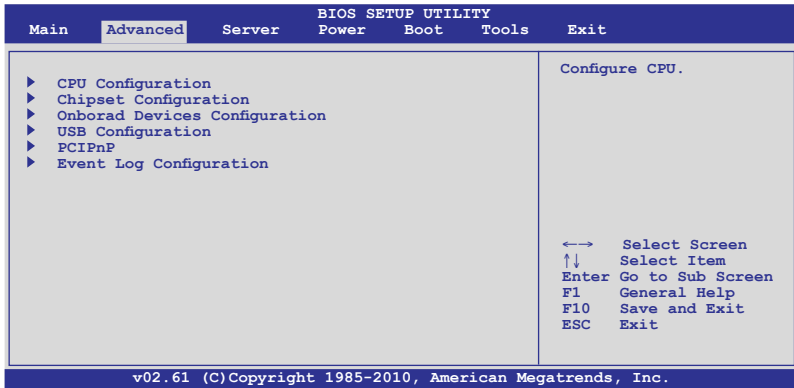 BIOS SETUP UTILITY
Main Advanced Server Power Boot Tools Exit
CPU Configuration
Chipset Configuration
Onborad Devices Configuration
USB Configuration
PCIPnP
Event Log Configuration
Configure CPU.
←→ Select Screen
↑↓ Select Item
Enter Go to Sub Screen
F1 General Help
F10 Save and Exit
ESC Exit
v02.61 (C)Copyright 1985-2010, American Megatrends, Inc.